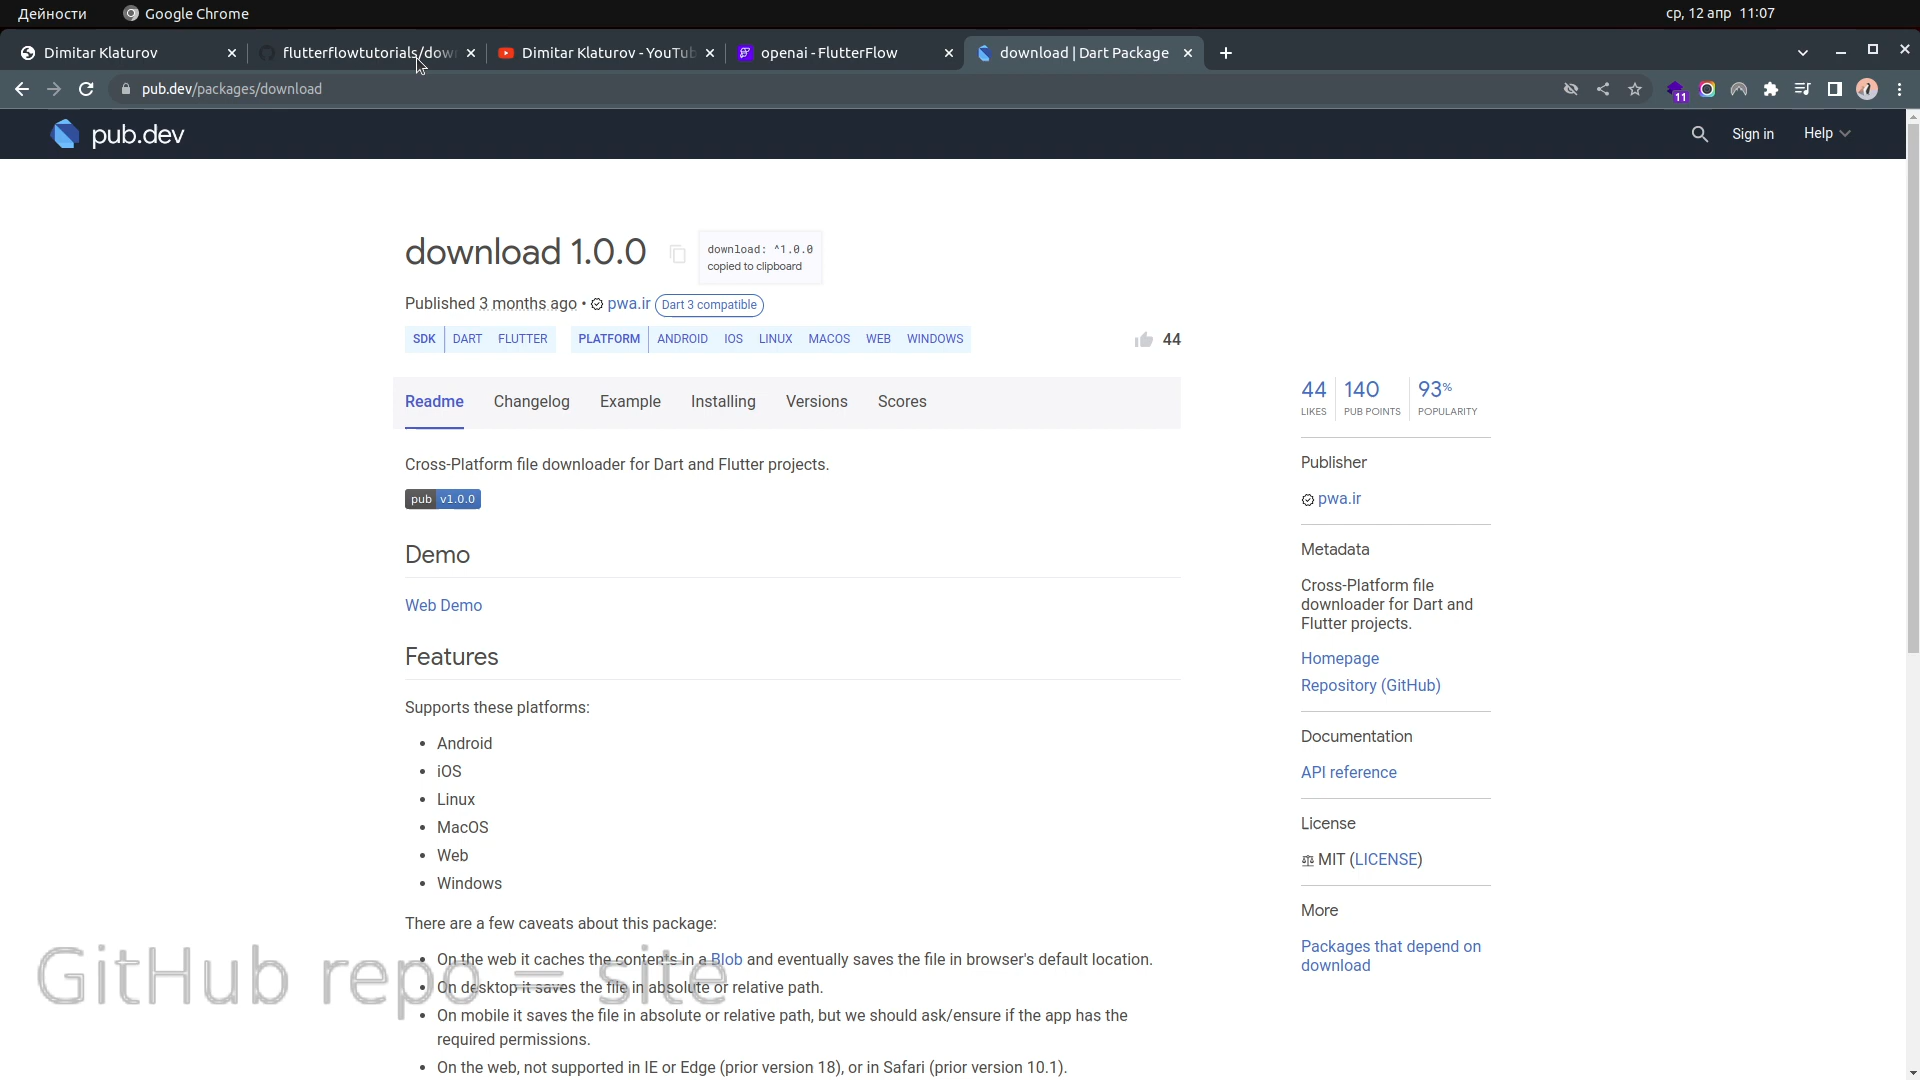 Дейности
Google Chrome
ср, 12 апр 11:07
Dimitar Klaturov
flutterflowtutorials/dow
Dimitar Klaturov - YouTub
openai - FlutterFlow
download | Dart Package
pub.dev/packages/download
11
pub.dev
Sign in
Help
download 1.0.0
download: ^1.0.0
copied to clipboard
Published 3 months ago • pwa.ir Dart 3 compatible
SDK DART FLUTTER PLATFORM ANDROID IOS LINUX MACOS WEB WINDOWS
44
Readme Changelog Example Installing Versions Scores
Cross-Platform file downloader for Dart and Flutter projects.
pub v1.0.0
Demo
Web Demo
Features
Supports these platforms:
• Android
• iOS
• Linux
• MacOS
• Web
• Windows
There are a few caveats about this package:
• On the web it caches the contents in a Blob and eventually saves the file in browser's default location.
• On desktop it saves the file in absolute or relative path.
• On mobile it saves the file in absolute or relative path, but we should ask/ensure if the app has the
required permissions.
• On the web, not supported in IE or Edge (prior version 18), or in Safari (prior version 10.1).
44 140 93%
LIKES PUB POINTS POPULARITY
Publisher
pwa.ir
Metadata
Cross-Platform file
downloader for Dart and
Flutter projects.
Homepage
Repository (GitHub)
Documentation
API reference
License
MIT (LICENSE)
More
Packages that depend on
download
GitHub repo = site